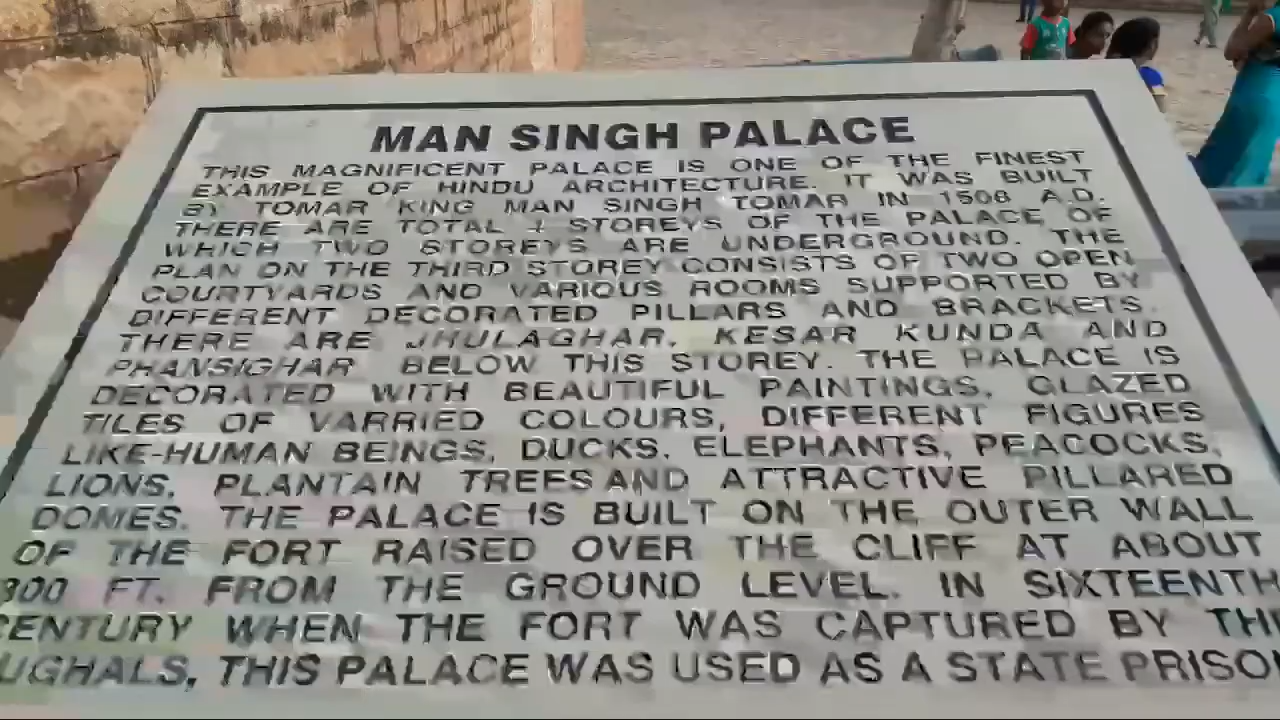 MAN SINGH PALACE
THIS MAGNIFICENT PALACE IS ONE OF THE FINEST
EXAMPLE OF HINDU ARCHITECTURE. IT WAS BUILT
BY TOMAR KING MAN SINGH TOMAR IN 1508 A.D.
THERE ARE TOTAL 4 STOREYS OF THE PALACE OF
WHICH TWO STOREYS ARE UNDERGROUND. THE
PLAN ON THE THIRD STOREY CONSISTS OF TWO OPEN
COURTYARDS AND VARIOUS ROOMS SUPPORTED BY
DIFFERENT DECORATED PILLARS AND BRACKETS.
THERE ARE JHULAGHAR, KESAR KUNDA AND
PHANSIGHAR BELOW THIS STOREY. THE PALACE IS
DECORATED WITH BEAUTIFUL PAINTINGS, GLAZED
TILES OF VARRIED COLOURS, DIFFERENT FIGURES
LIKE-HUMAN BEINGS, DUCKS, ELEPHANTS, PEACOCKS,
LIONS, PLANTAIN TREES AND ATTRACTIVE PILLARED
DOMES. THE PALACE IS BUILT ON THE OUTER WALL
OF THE FORT RAISED OVER THE CLIFF AT ABOUT
300 FT. FROM THE GROUND LEVEL. IN SIXTEENTH
CENTURY WHEN THE FORT WAS CAPTURED BY TH
UGHALS, THIS PALACE WAS USED AS A STATE PRISO